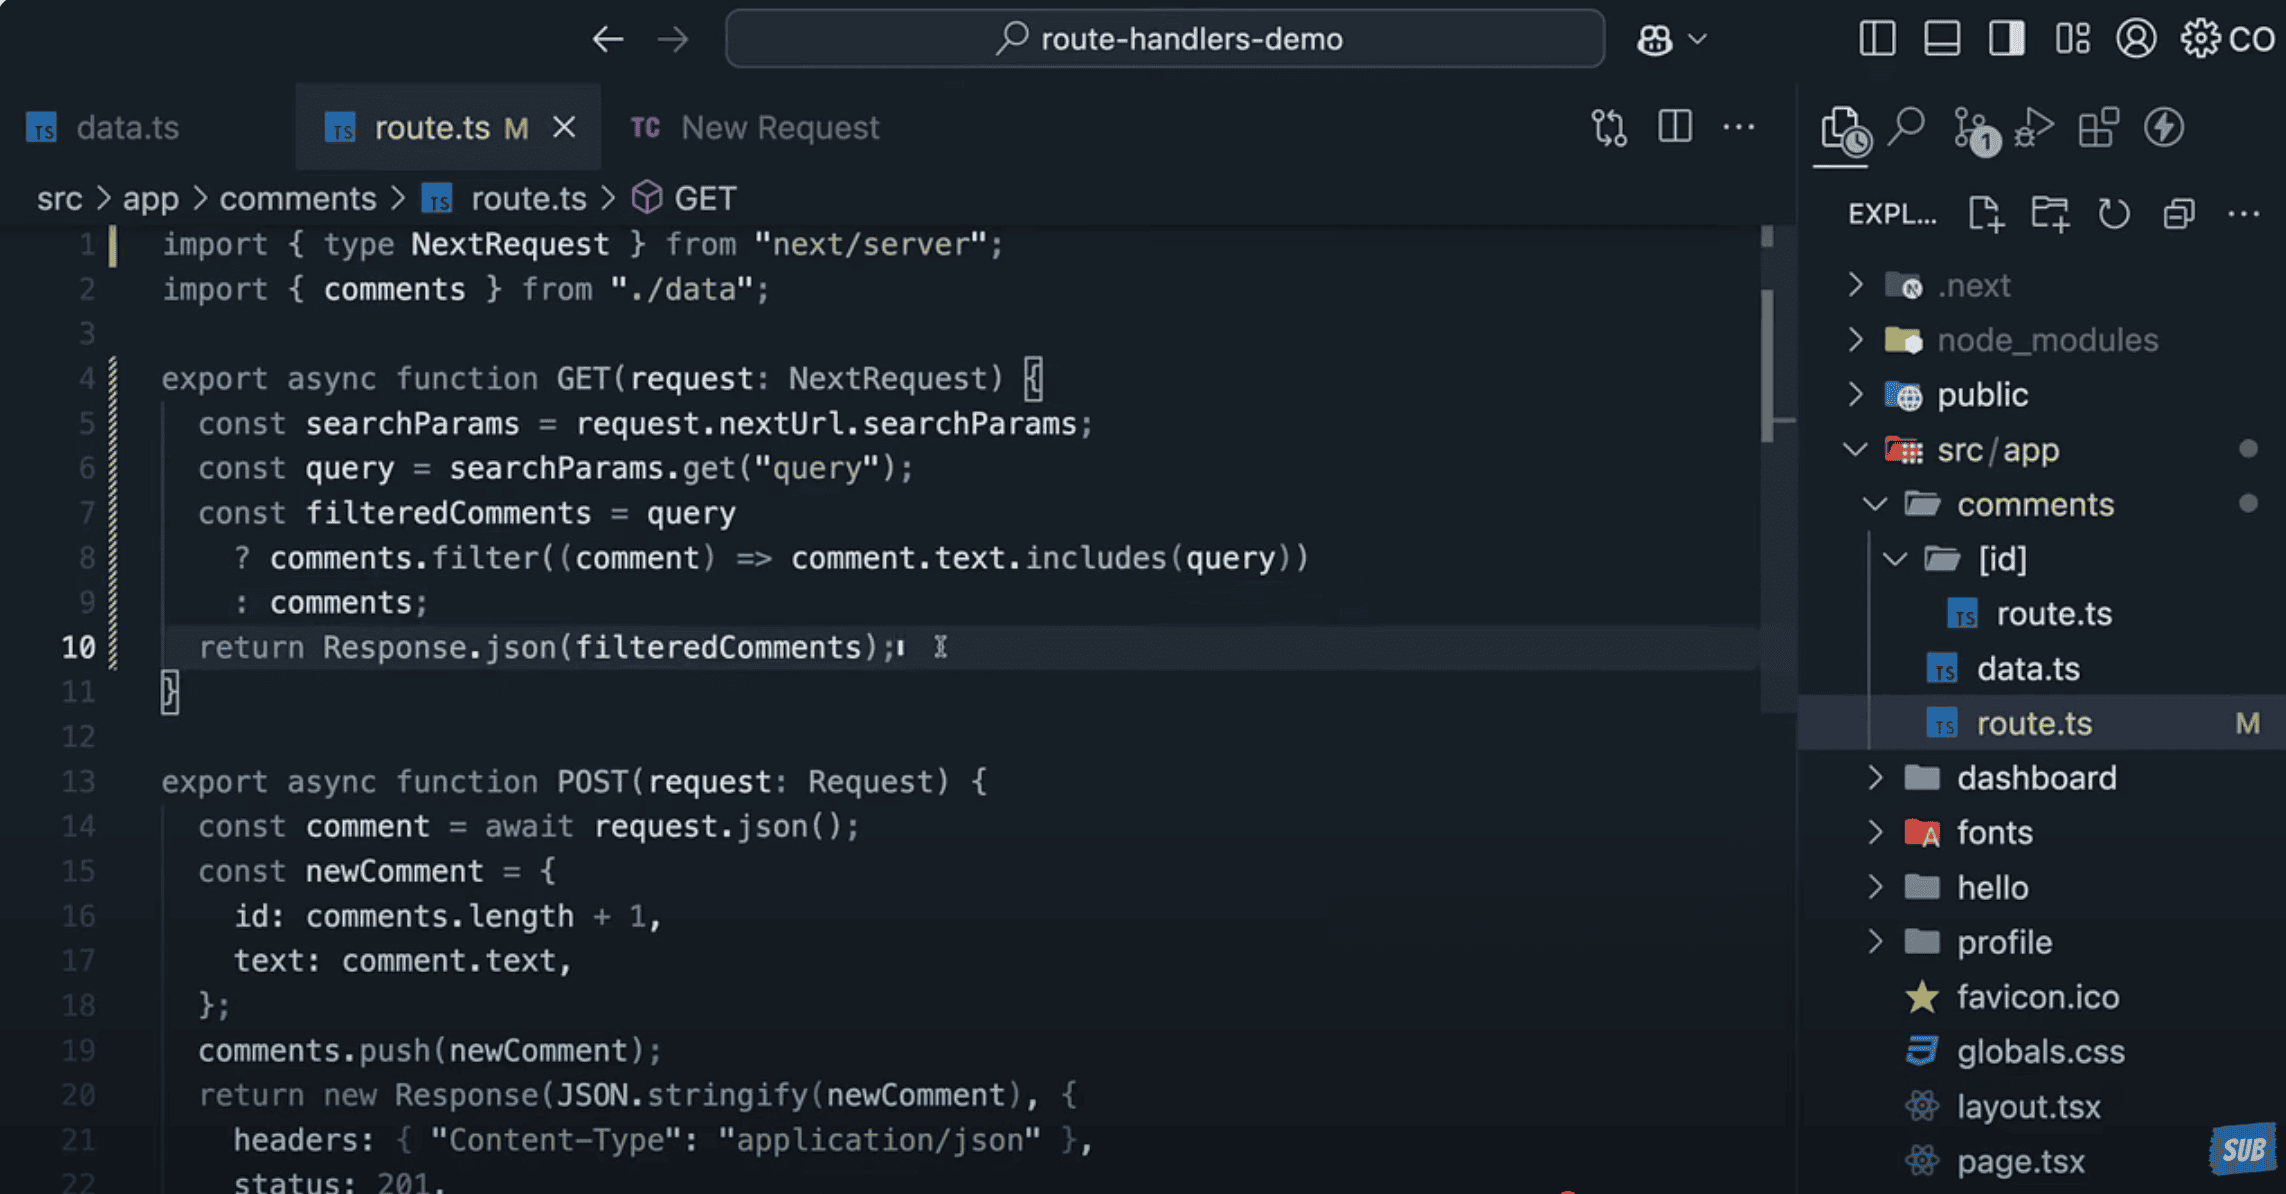 route-handlers-demo
CO
TS data.ts
TS route.ts M
TC New Request
src > app > comments > TS route.ts > GET
1 import { type NextRequest } from "next/server";
2 import { comments } from "./data";
3
4 export async function GET(request: NextRequest) {
5 const searchParams = request.nextUrl.searchParams;
6 const query = searchParams.get("query");
7 const filteredComments = query
8 ? comments.filter((comment) => comment.text.includes(query))
9 : comments;
10 return Response.json(filteredComments);
11 }
12
13 export async function POST(request: Request) {
14 const comment = await request.json();
15 const newComment = {
16 id: comments.length + 1,
17 text: comment.text,
18 };
19 comments.push(newComment);
20 return new Response(JSON.stringify(newComment), {
21 headers: { "Content-Type": "application/json" },
22 status: 201,
1
EXPL...
.next
node_modules
public
src/app
comments
[id]
TS route.ts
TS data.ts
TS route.ts M
dashboard
fonts
hello
profile
favicon.ico
globals.css
layout.tsx
page.tsx
SUB